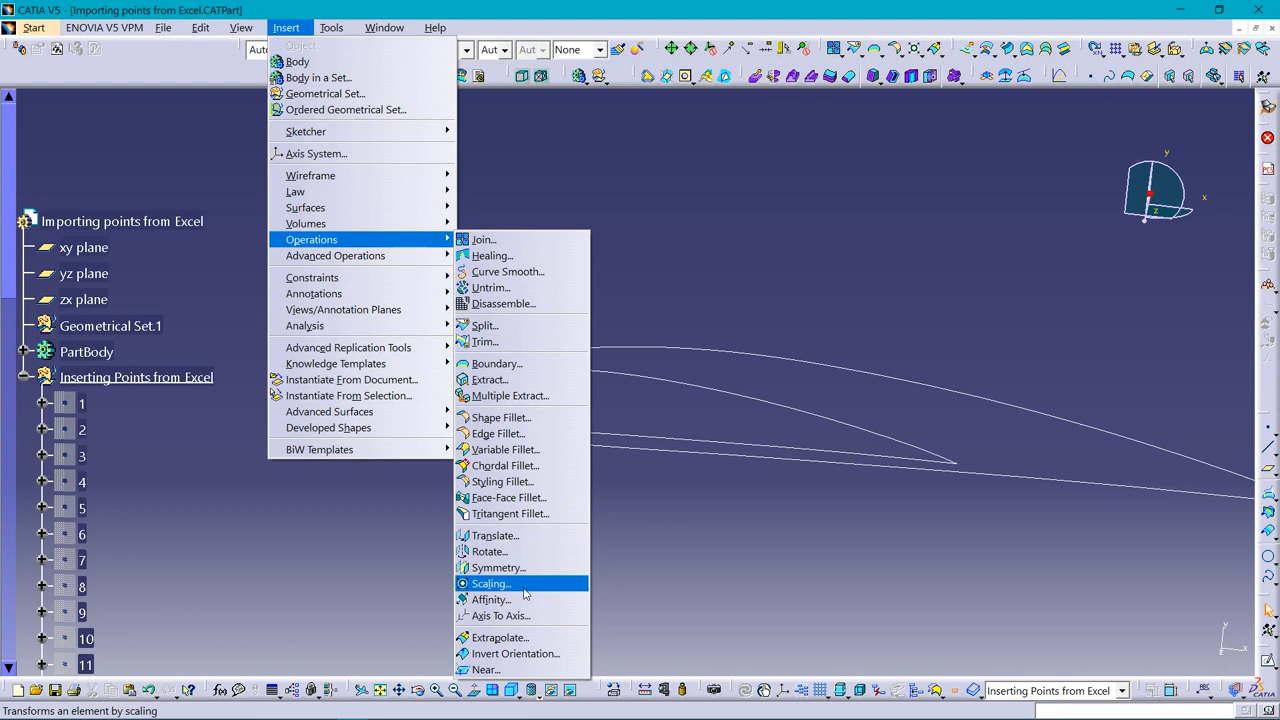 CATIA V5 - [Importing points from Excel.CATPart]
Start ENOVIA V5 VPM File Edit View Insert Tools Window Help
Object
Body
Body in a Set...
Geometrical Set...
Ordered Geometrical Set...
Sketcher
Axis System...
Wireframe
Law
Surfaces
Volumes
Operations
Advanced Operations
Constraints
Annotations
Views/Annotation Planes
Analysis
Advanced Replication Tools
Knowledge Templates
Instantiate From Document...
Instantiate From Selection...
Advanced Surfaces
Developed Shapes
BiW Templates
Join...
Healing...
Curve Smooth...
Untrim...
Disassemble...
Split...
Trim...
Boundary...
Extract...
Multiple Extract...
Shape Fillet...
Edge Fillet...
Variable Fillet...
Chordal Fillet...
Styling Fillet...
Face-Face Fillet...
Tritangent Fillet...
Translate...
Rotate...
Symmetry...
Scaling...
Affinity...
Axis To Axis...
Extrapolate...
Invert Orientation...
Near...
Aut Aut None
Importing points from Excel
xy plane
yz plane
zx plane
Geometrical Set.1
PartBody
Inserting Points from Excel
1
2
3
4
5
6
7
8
9
10
11
y
x
z
y
x
z
Inserting Points from Excel
CATIA
Transforms an element by scaling